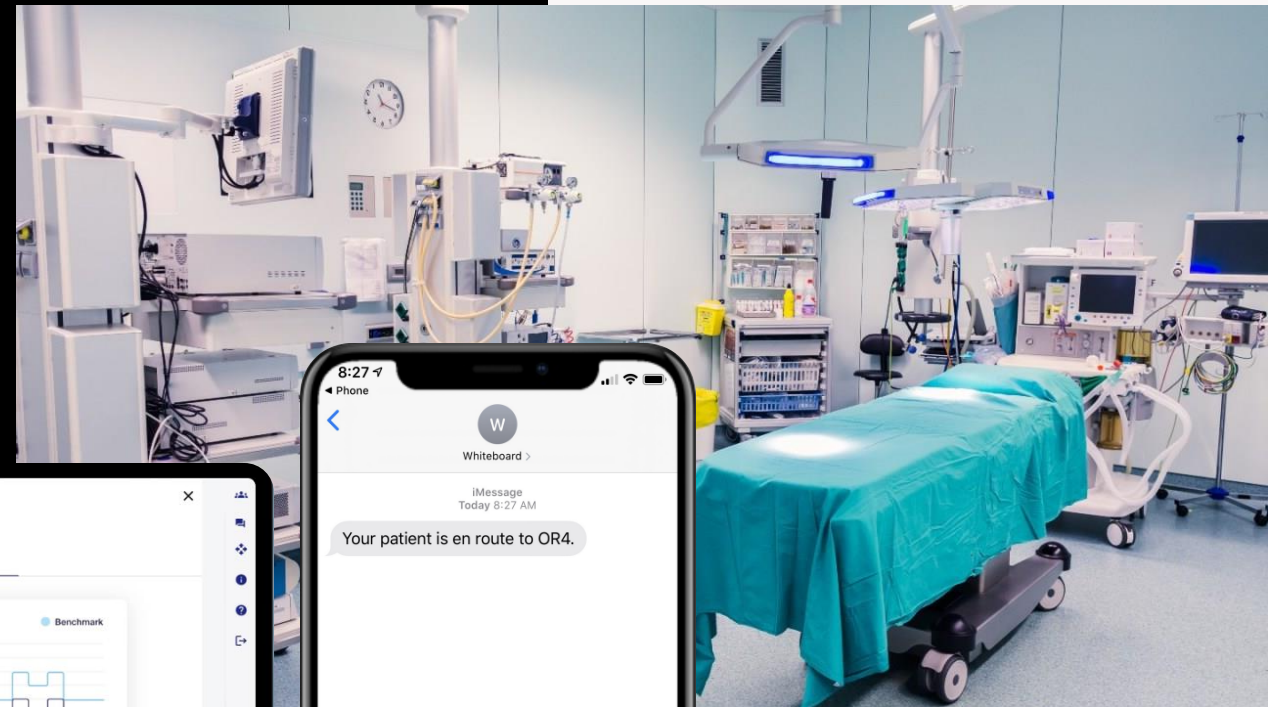 8:27
Phone
W
Whiteboard
iMessage
Today 8:27 AM
Your patient is en route to OR4.
Benchmark